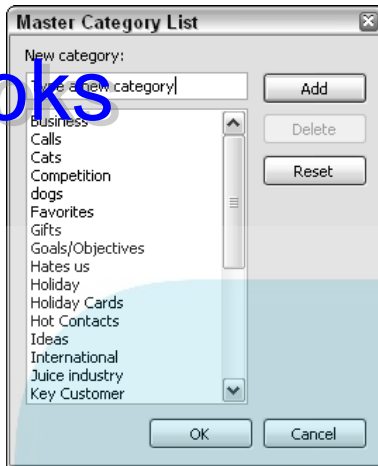 Master Category List
New category:
Type a new category
Add
oks
Business
Delete
Calls
Cats
Competition
Reset
dogs
Favorites
Gifts
Goals/Objectives
Hates us
Holiday
Holiday Cards
Hot Contacts
Ideas
International
Juice industry
Key Customer
OK
Cancel